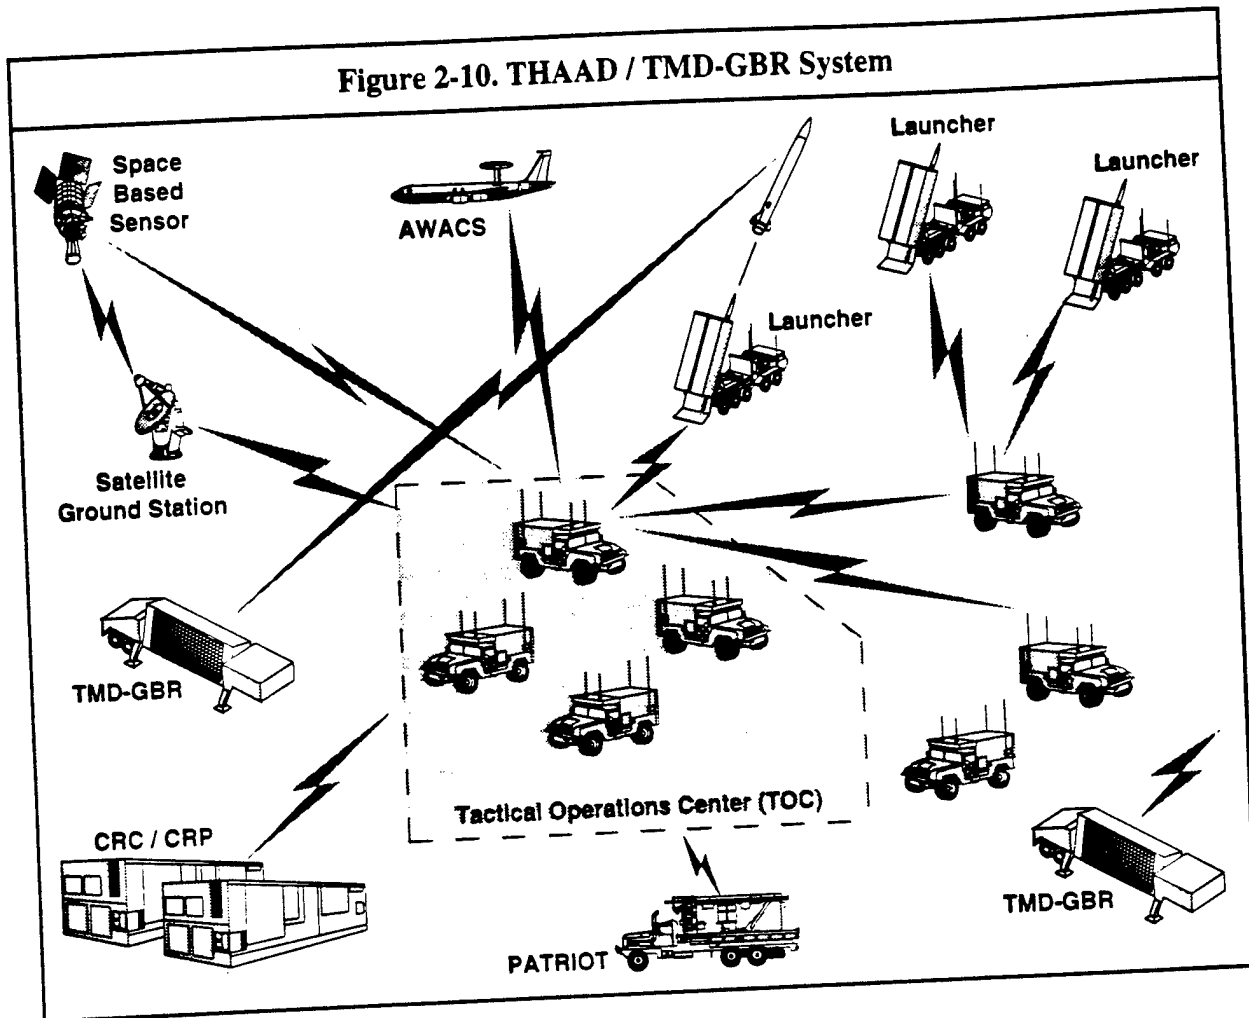 Figure 2-10. THAAD / TMD-GBR System
Space
Based
Sensor
AWACS
Launcher
Launcher
Launcher
Satellite
Ground Station
TMD-GBR
Tactical Operations Center (TOC)
CRC / CRP
TMD-GBR
PATRIOT